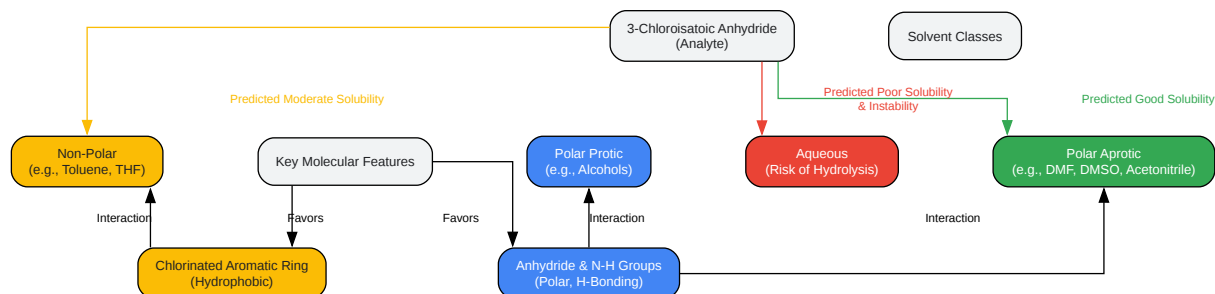 3-Chloroisatoic Anhydride
(Analyte)
Solvent Classes
Predicted Moderate Solubility
Predicted Poor Solubility
& Instability
Predicted Good Solubility
Non-Polar
(e.g., Toluene, THF)
Key Molecular Features
Polar Protic
(e.g., Alcohols)
Aqueous
(Risk of Hydrolysis)
Polar Aprotic
(e.g., DMF, DMSO, Acetonitrile)
Interaction
Favors
Favors
Interaction
Interaction
Chlorinated Aromatic Ring
(Hydrophobic)
Anhydride & N-H Groups
(Polar, H-Bonding)